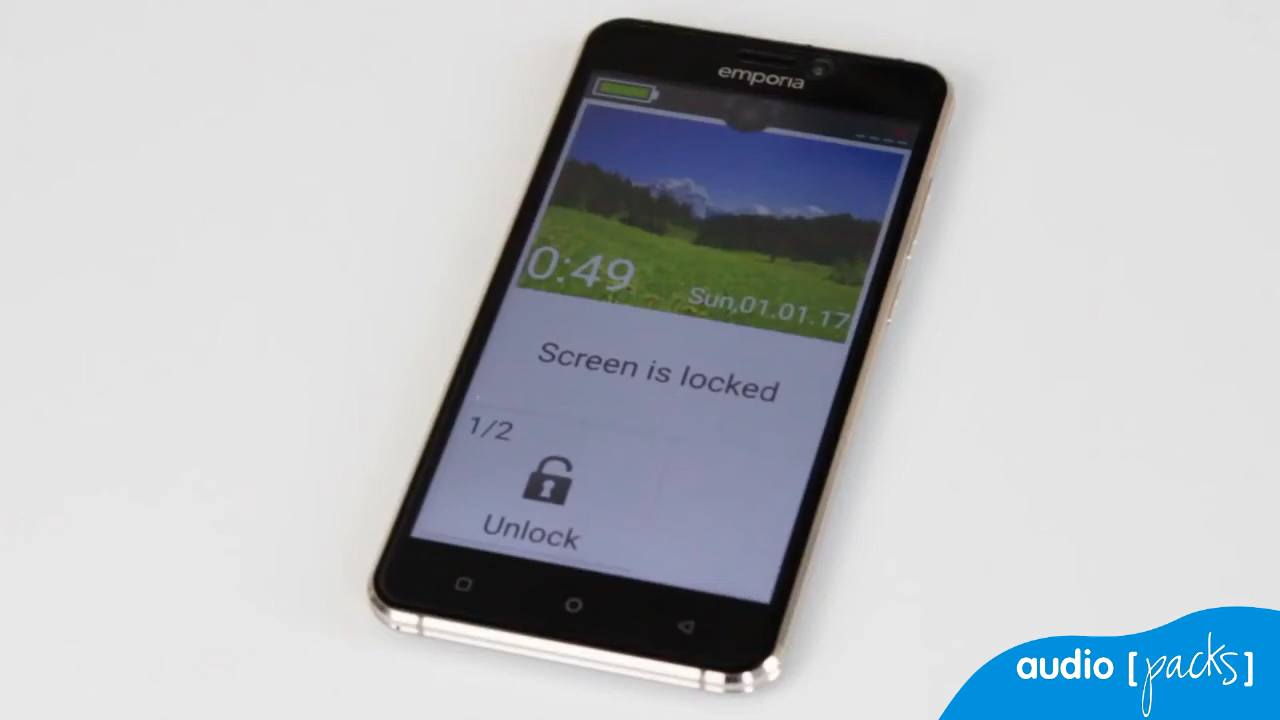 emporia
0:49
Sun,01.01.17
Screen is locked
1/2
Unlock
audio [packs]